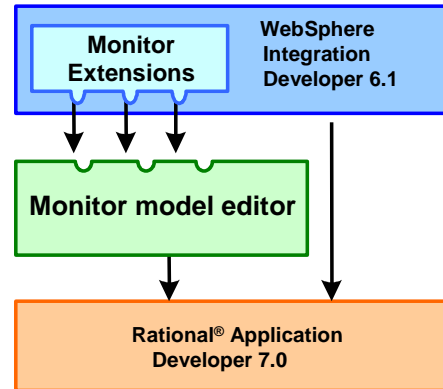 Monitor
Extensions
WebSphere
Integration
Developer 6.1
Monitor model editor
Rational® Application
Developer 7.0